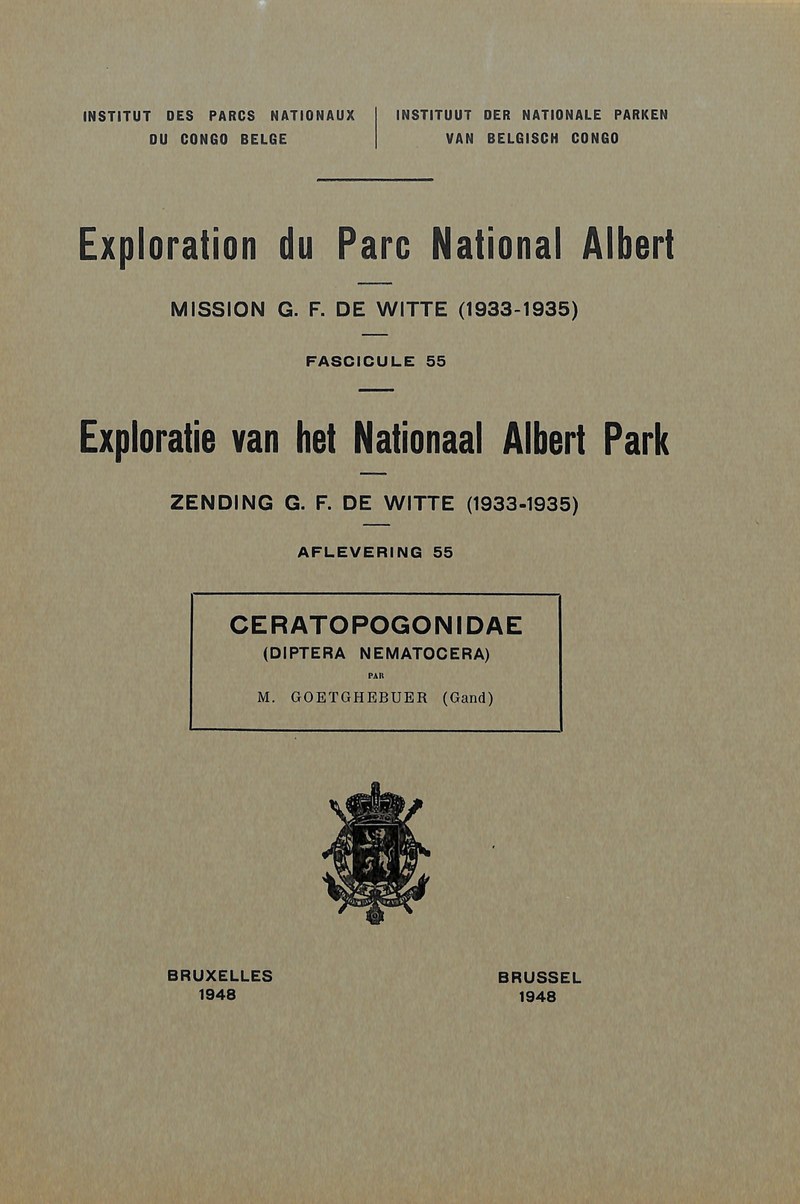 INSTITUT DES PARCS NATIONAUX
DU CONGO BELGE
INSTITUUT DER NATIONALE PARKEN
VAN BELGISCH CONGO
Exploration du Parc National Albert
MISSION G. F. DE WITTE (1933-1935)
FASCICULE 55
Exploratie van het Nationaal Albert Park
ZENDING G. F. DE WITTE (1933-1935)
AFLEVERING 55
CERATOPOGONIDAE
(DIPTERA NEMATOCERA)
PAR
M. GOETGHEBUER (Gand)
BRUXELLES
1948
BRUSSEL
1948